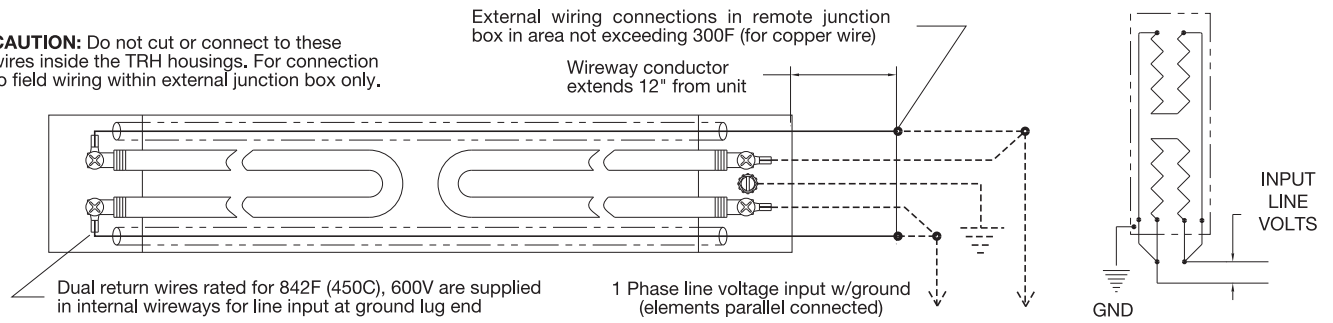 External wiring connections in remote junction
box in area not exceeding 300F (for copper wire)
CAUTION: Do not cut or connect to these
wires inside the TRH housings. For connection
to field wiring within external junction box only.
Wireway conductor
extends 12" from unit
INPUT
LINE
VOLTS
Dual return wires rated for 842F (450C), 600V are supplied
in internal wireways for line input at ground lug end
1 Phase line voltage input w/ground
(elements parallel connected)
GND